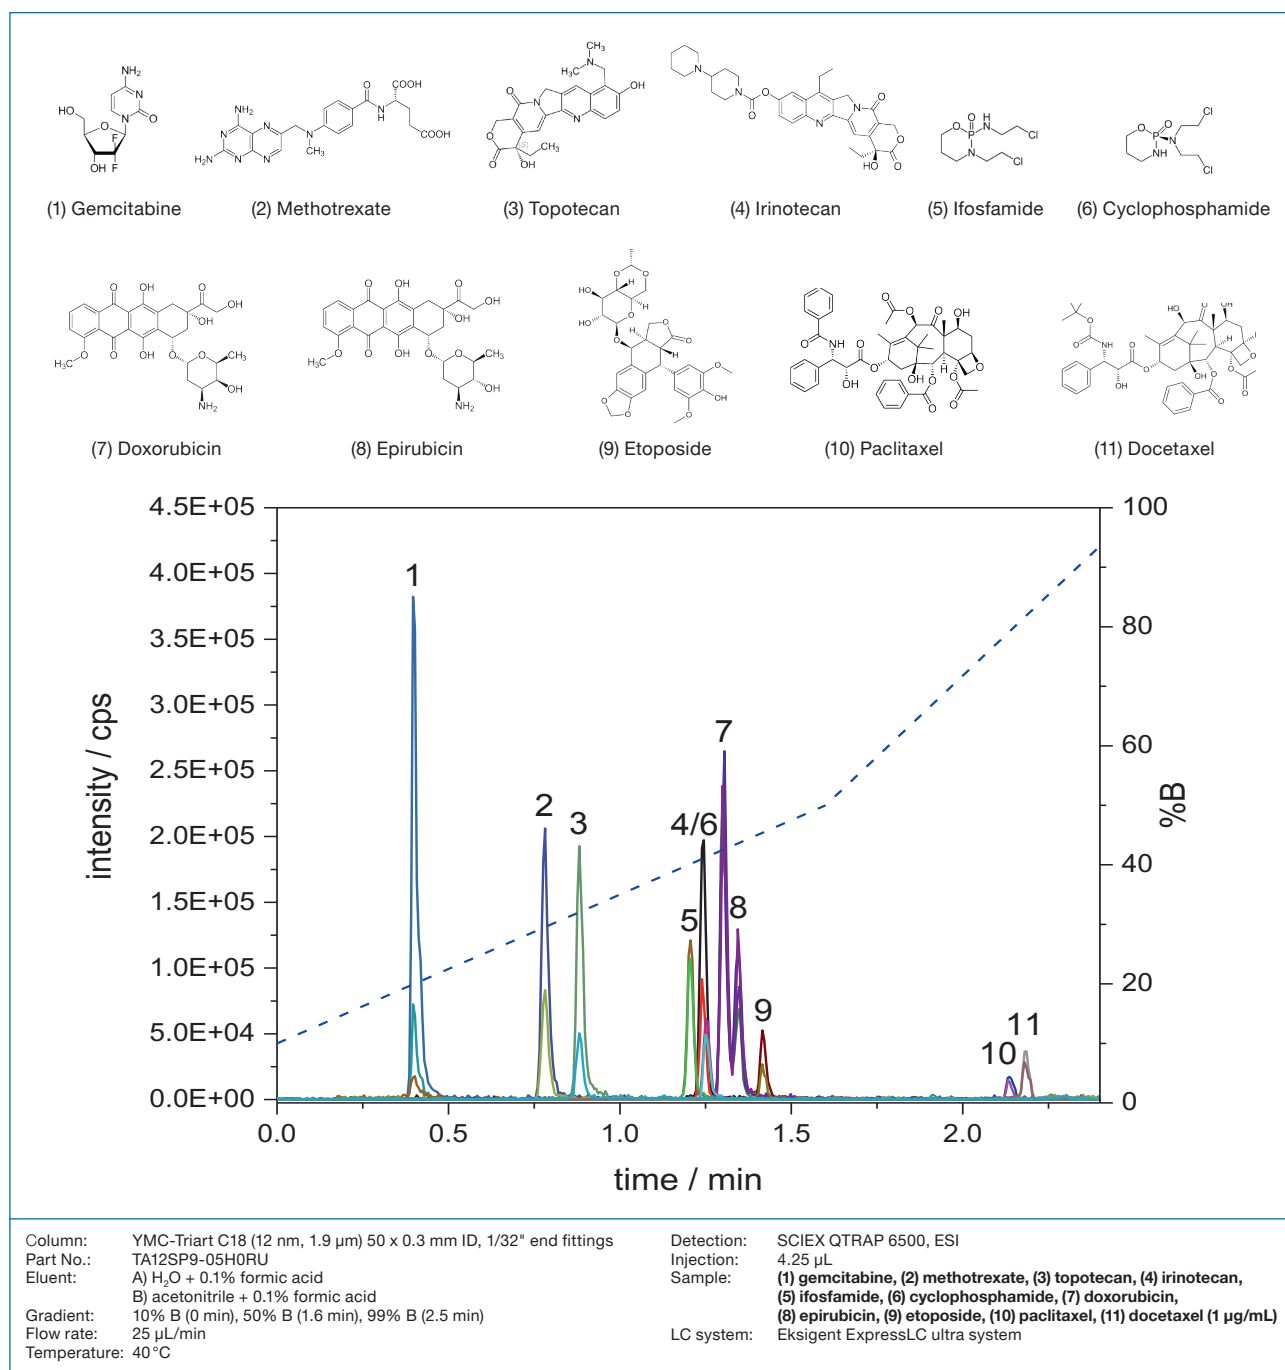 (1) Gemcitabine
(2) Methotrexate
(3) Topotecan
(4) Irinotecan
(5) Ifosfamide
(6) Cyclophosphamide
(7) Doxorubicin
(8) Epirubicin
(9) Etoposide
(10) Paclitaxel
(11) Docetaxel
4.5E+05
4.0E+05
3.5E+05
3.0E+05
2.5E+05
2.0E+05
1.5E+05
1.0E+05
5.0E+04
0.0E+00
intensity / cps
100
80
60
40
20
0
%B
1
2
3
4/6
5
7
8
9
10
11
0.0
0.5
1.0
1.5
2.0
time / min
Column: YMC-Triart C18 (12 nm, 1.9 µm) 50 x 0.3 mm ID, 1/32" end fittings
Part No.: TA12SP9-05H0RU
Eluent: A) H₂O + 0.1% formic acid
B) acetonitrile + 0.1% formic acid
Gradient: 10% B (0 min), 50% B (1.6 min), 99% B (2.5 min)
Flow rate: 25 µL/min
Temperature: 40 °C
Detection: SCIEX QTRAP 6500, ESI
Injection: 4.25 µL
Sample: (1) gemcitabine, (2) methotrexate, (3) topotecan, (4) irinotecan,
(5) ifosfamide, (6) cyclophosphamide, (7) doxorubicin,
(8) epirubicin, (9) etoposide, (10) paclitaxel, (11) docetaxel (1 µg/mL)
LC system: Eksigent ExpressLC ultra system